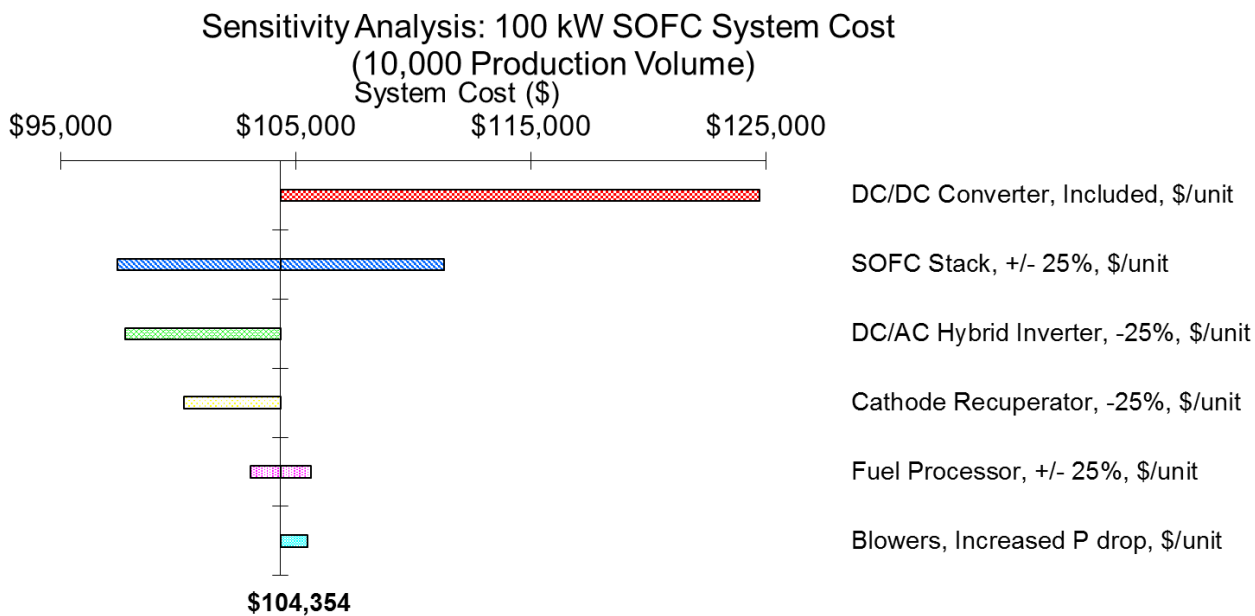 Sensitivity Analysis: 100 kW SOFC System Cost
(10,000 Production Volume)
System Cost ($)
$95,000 $105,000 $115,000 $125,000
DC/DC Converter, Included, $/unit
SOFC Stack, +/- 25%, $/unit
DC/AC Hybrid Inverter, -25%, $/unit
Cathode Recuperator, -25%, $/unit
Fuel Processor, +/- 25%, $/unit
Blowers, Increased P drop, $/unit
$104,354